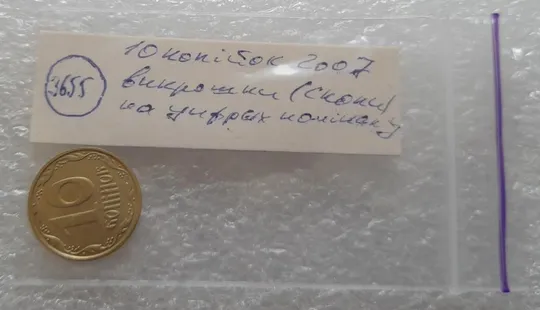 3655
10 копійок 2007
викрошки (сколи)
на цифрах номіналу
10
КОПІЙОК